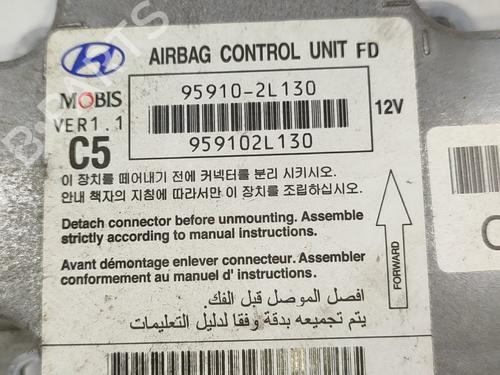 AIRBAG CONTROL UNIT FD
MOBIS
95910-2L130
12V
VER1.1
C5
959102L130
이 장치를 떼어내기 전에 커넥터를 분리 시키시오.
안내 책자의 지침에 따라서만 이 장치를 조립하십시오.
Detach connector before unmounting. Assemble
strictly according to manual instructions.
Avant démontage enlever connecteur. Assembler
conformement au manuel d' instructions.
افصل الموصل قبل الفك.
يتم تجميعه بدقة وفقا لدليل التعليمات
FORWARD